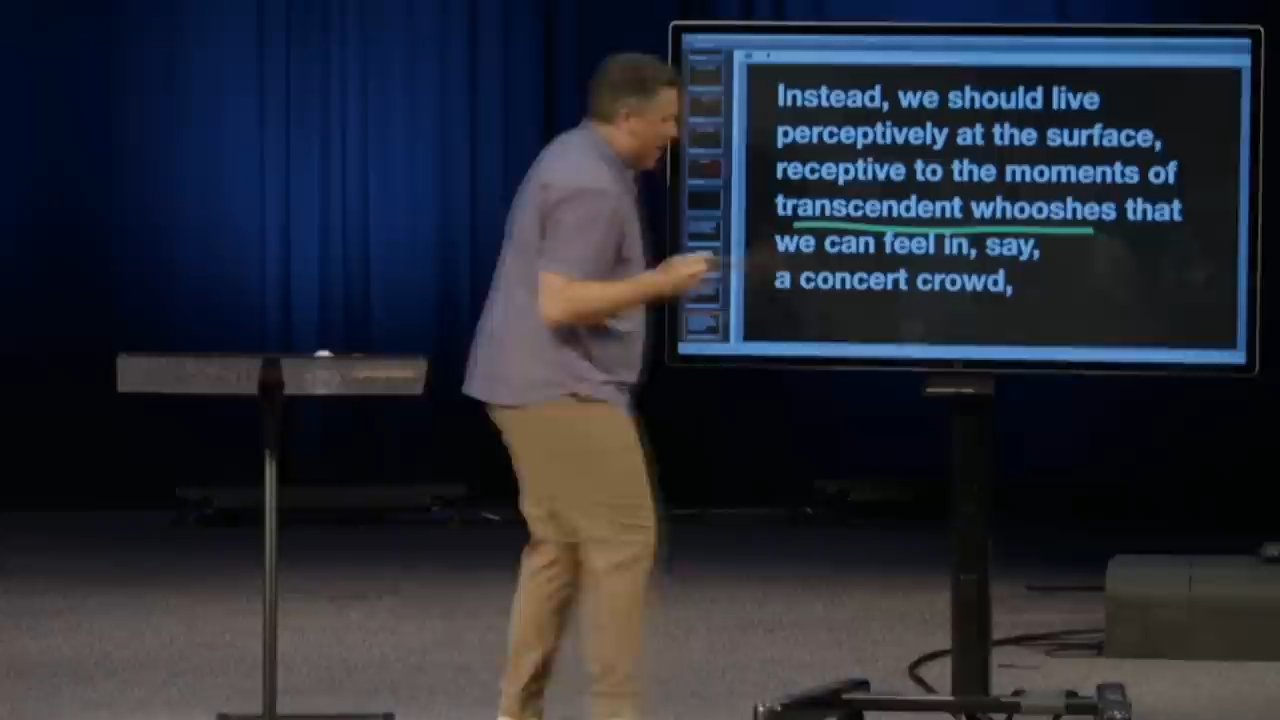 Instead, we should live
perceptively at the surface,
receptive to the moments of
transcendent whooshes that
we can feel in, say,
a concert crowd,